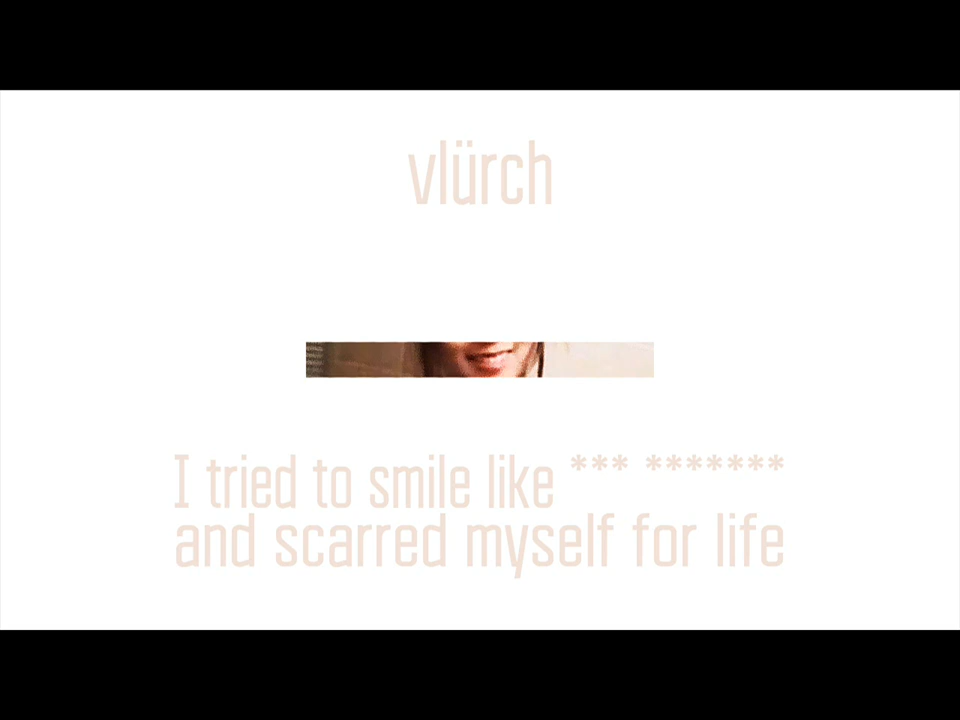 vlürch
I tried to smile like *** *******
and scarred myself for life